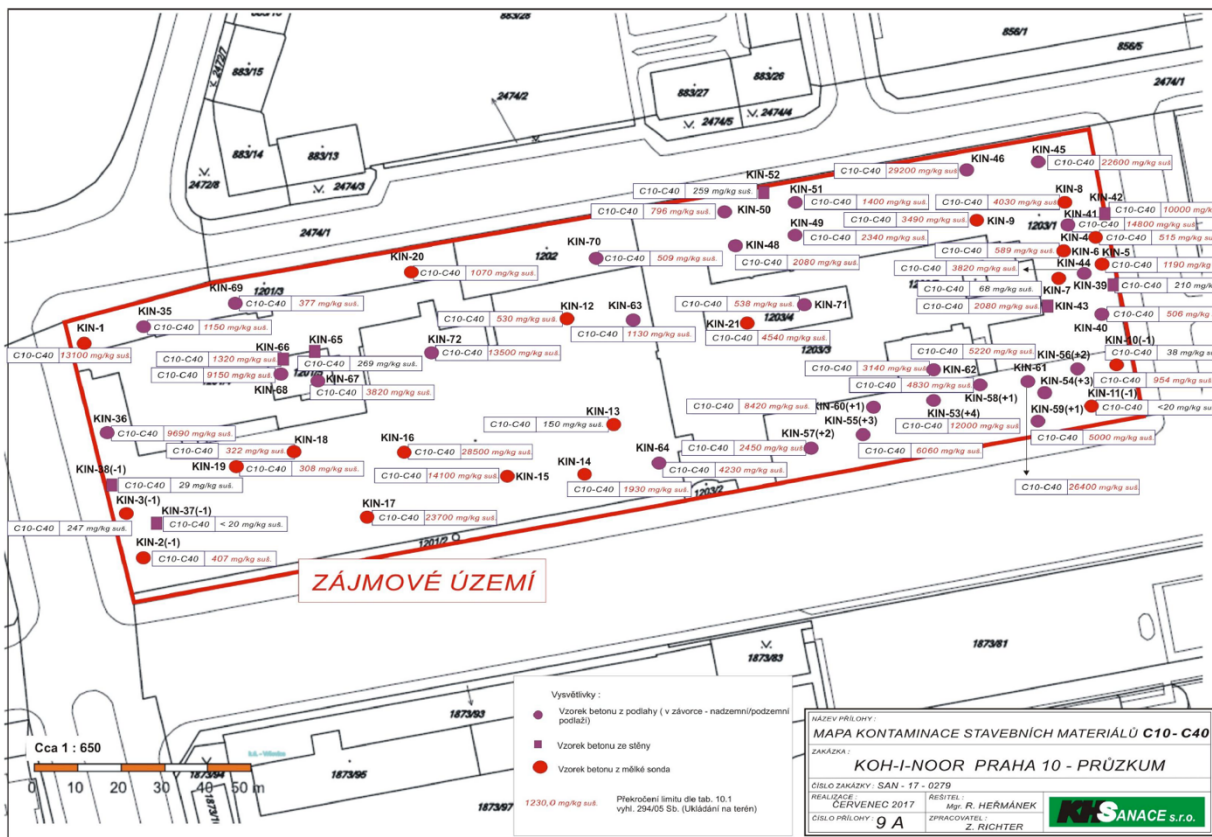 883/28
856/1
856/5
2472/7
883/15
2474/2
883/26
883/27
2474/1
2474/5
2474/4
883/14
883/13
2472/8
2474/3
2474/1
KIN-46
KIN-45
C10-C40 29200 mg/kg suš.
C10-C40 22600 mg/kg suš.
KIN-52
C10-C40 259 mg/kg suš.
KIN-51
C10-C40 1400 mg/kg suš.
C10-C40 4030 mg/kg suš.
KIN-8
KIN-42
C10-C40 10000 mg/kg suš.
C10-C40 796 mg/kg suš.
KIN-50
C10-C40 3490 mg/kg suš.
KIN-9
1203/1
KIN-41
C10-C40 14800 mg/kg suš.
KIN-49
C10-C40 2340 mg/kg suš.
KIN-4
C10-C40 515 mg/kg suš.
KIN-48
C10-C40 2080 mg/kg suš.
C10-C40 589 mg/kg suš.
KIN-6
KIN-5
C10-C40 1190 mg/kg suš.
KIN-70
1202
C10-C40 509 mg/kg suš.
C10-C40 3820 mg/kg suš.
KIN-44
KIN-20
C10-C40 1070 mg/kg suš.
C10-C40 68 mg/kg suš.
KIN-7
KIN-39
C10-C40 210 mg/kg suš.
KIN-69
1201/3
C10-C40 377 mg/kg suš.
C10-C40 538 mg/kg suš.
KIN-71
C10-C40 2080 mg/kg suš.
KIN-43
KIN-12
C10-C40 530 mg/kg suš.
KIN-63
C10-C40 1130 mg/kg suš.
KIN-21
C10-C40 4540 mg/kg suš.
1203/4
1203/3
KIN-40
C10-C40 506 mg/kg suš.
KIN-35
C10-C40 1150 mg/kg suš.
KIN-1
C10-C40 13100 mg/kg suš.
KIN-66
C10-C40 1320 mg/kg suš.
KIN-65
C10-C40 269 mg/kg suš.
KIN-72
C10-C40 13500 mg/kg suš.
C10-C40 5220 mg/kg suš.
KIN-56(+2)
KIN-10(-1)
C10-C40 38 mg/kg suš.
C10-C40 9150 mg/kg suš.
KIN-68
KIN-67
C10-C40 3820 mg/kg suš.
C10-C40 3140 mg/kg suš.
KIN-62
KIN-61
C10-C40 954 mg/kg suš.
C10-C40 4830 mg/kg suš.
KIN-58(+1)
KIN-54(+3)
KIN-11(-1)
C10-C40 <20 mg/kg suš.
C10-C40 8420 mg/kg suš.
KIN-60(+1)
KIN-53(+4)
C10-C40 12000 mg/kg suš.
KIN-59(+1)
C10-C40 5000 mg/kg suš.
KIN-36
C10-C40 9690 mg/kg suš.
KIN-13
C10-C40 150 mg/kg suš.
KIN-55(+3)
C10-C40 6060 mg/kg suš.
KIN-57(+2)
C10-C40 2450 mg/kg suš.
C10-C40 322 mg/kg suš.
KIN-18
KIN-16
C10-C40 28500 mg/kg suš.
KIN-64
C10-C40 4230 mg/kg suš.
KIN-19
C10-C40 308 mg/kg suš.
C10-C40 14100 mg/kg suš.
KIN-15
KIN-14
C10-C40 1930 mg/kg suš.
C10-C40 26400 mg/kg suš.
KIN-38(-1)
C10-C40 29 mg/kg suš.
1203/2
KIN-3(-1)
C10-C40 247 mg/kg suš.
KIN-37(-1)
C10-C40 < 20 mg/kg suš.
KIN-17
C10-C40 23700 mg/kg suš.
1201/2
KIN-2(-1)
C10-C40 407 mg/kg suš.
ZÁJMOVÉ ÚZEMÍ
1873/83
1873/81
1873/93
1873/94
1873/95
1873/97
Cca 1 : 650
0 10 20 30 40 50 m
Vysvětlivky :
Vzorek betonu z podlahy ( v závorce - nadzemní/podzemní
podlaží)
Vzorek betonu ze stěny
Vzorek betonu z mělké sonda
1230,0 mg/kg suš. Překročení limitu dle tab. 10.1
vyhl. 294/05 Sb. (Ukládání na terén)
NÁZEV PŘÍLOHY :
MAPA KONTAMINACE STAVEBNÍCH MATERIÁLŮ C10- C40
ZAKÁZKA :
KOH-I-NOOR PRAHA 10 - PRŮZKUM
ČÍSLO ZAKÁZKY : SAN - 17 - 0279
REALIZACE : ČERVENEC 2017
ŘEŠITEL : Mgr. R. HEŘMÁNEK
ČÍSLO PŘÍLOHY : 9 A
ZPRACOVATEL : Z. RICHTER
KHSANACE s.r.o.